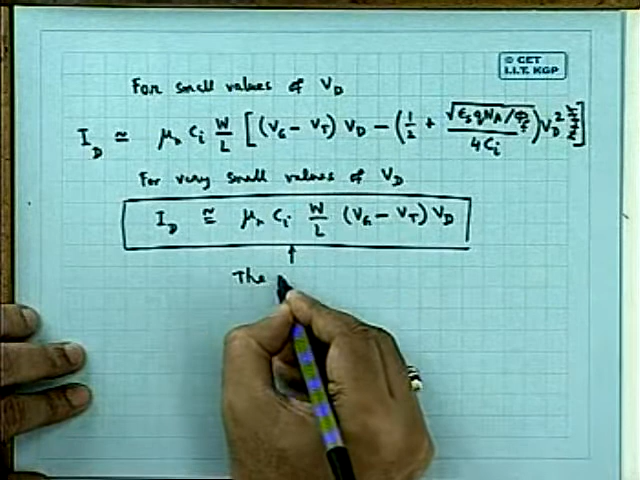 © CET
I.I.T. KGP
For small values of V_D
I_D ≃ μ_n C_i W/L [ (V_G − V_T) V_D − ( 1/2 + √(ε_s q N_A / φ_f) / 4C_i ) V_D^2 ]
For very small values of V_D
I_D ≅ μ_n C_i W/L (V_G − V_T) V_D
The